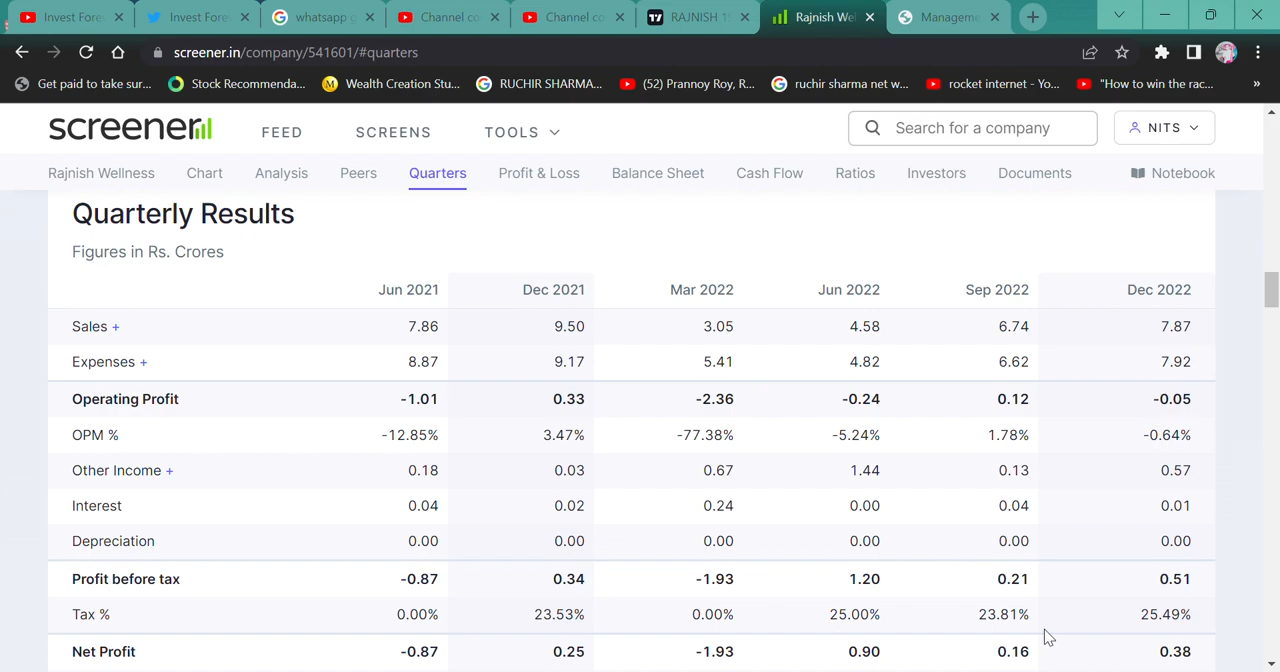 Invest Fores
Invest Fore
whatsapp g
Channel co
Channel co
RAJNISH 1
Rajnish Wel
Manageme
screener.in/company/541601/#quarters
Get paid to take sur...
Stock Recommenda...
Wealth Creation Stu...
RUCHIR SHARMA...
(52) Prannoy Roy, R...
ruchir sharma net w...
rocket internet - Yo...
"How to win the rac...
»
screener
FEED SCREENS TOOLS
Search for a company
NITS
Rajnish Wellness Chart Analysis Peers Quarters Profit & Loss Balance Sheet Cash Flow Ratios Investors Documents Notebook
Quarterly Results
Figures in Rs. Crores
Jun 2021 Dec 2021 Mar 2022 Jun 2022 Sep 2022 Dec 2022
Sales + 7.86 9.50 3.05 4.58 6.74 7.87
Expenses + 8.87 9.17 5.41 4.82 6.62 7.92
Operating Profit -1.01 0.33 -2.36 -0.24 0.12 -0.05
OPM % -12.85% 3.47% -77.38% -5.24% 1.78% -0.64%
Other Income + 0.18 0.03 0.67 1.44 0.13 0.57
Interest 0.04 0.02 0.24 0.00 0.04 0.01
Depreciation 0.00 0.00 0.00 0.00 0.00 0.00
Profit before tax -0.87 0.34 -1.93 1.20 0.21 0.51
Tax % 0.00% 23.53% 0.00% 25.00% 23.81% 25.49%
Net Profit -0.87 0.25 -1.93 0.90 0.16 0.38